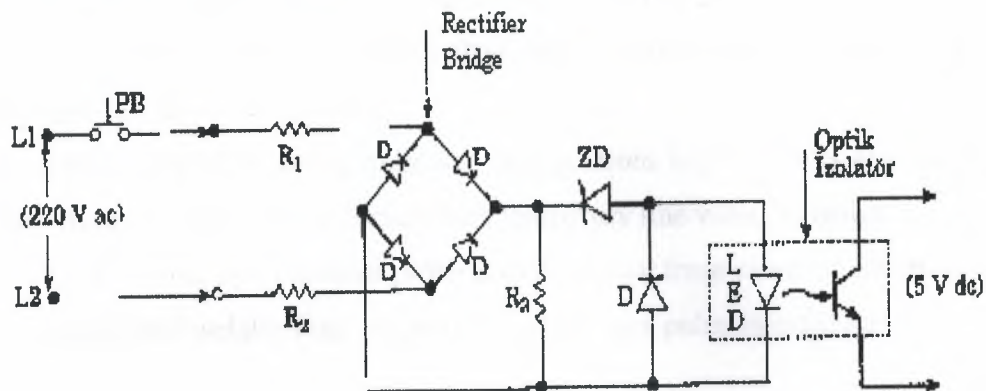 Rectifier
Bridge
PB
L1
R₁
D
D
ZD
Optik
İzolatör
(220 V ac)
D
D
R₃
D
L
E
D
(5 V dc)
L2
R₂